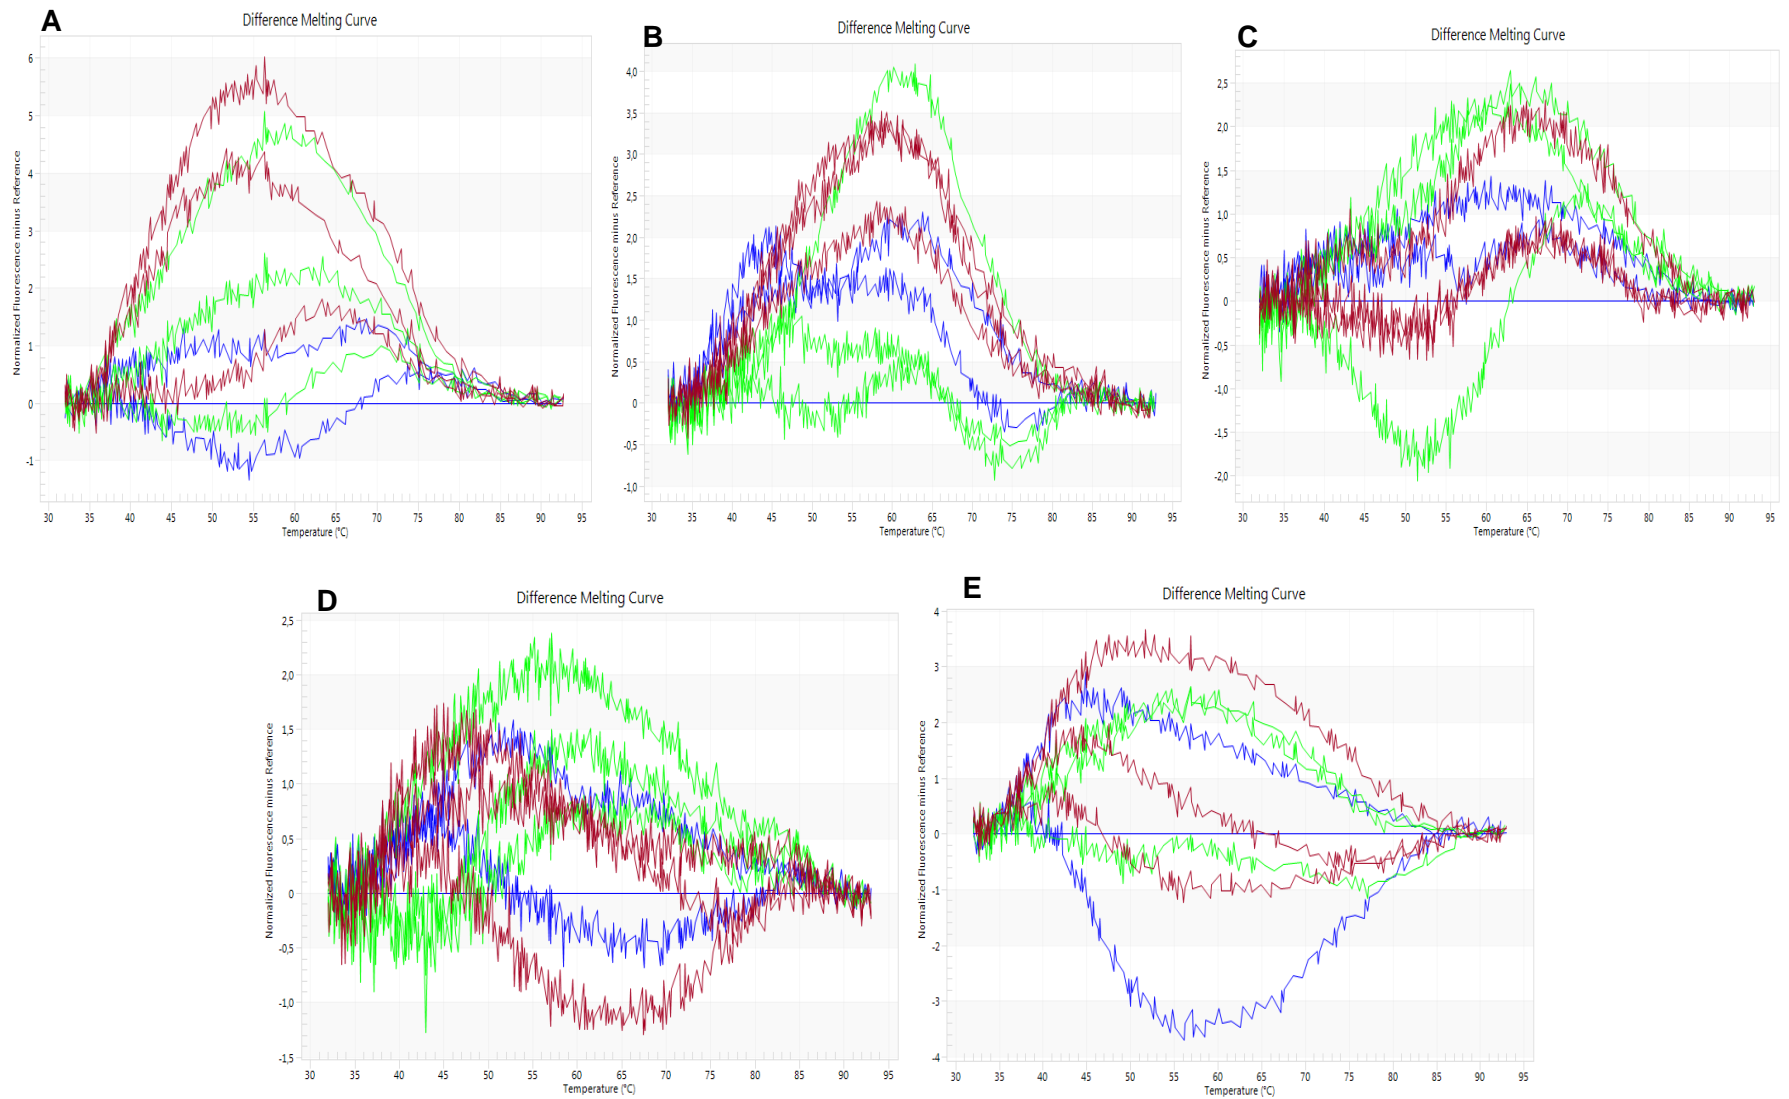 A
Difference Melting Curve
Normalized Fluorescence minus Reference
6
5
4
3
2
1
0
-1
30 35 40 45 50 55 60 65 70 75 80 85 90 95
Temperature (°C)
B
Difference Melting Curve
Normalized Fluorescence minus Reference
4,0
3,5
3,0
2,5
2,0
1,5
1,0
0,5
0
-0,5
-1,0
30 35 40 45 50 55 60 65 70 75 80 85 90 95
Temperature (°C)
C
Difference Melting Curve
Normalized Fluorescence minus Reference
2,5
2,0
1,5
1,0
0,5
0
-0,5
-1,0
-1,5
-2,0
30 35 40 45 50 55 60 65 70 75 80 85 90 95
Temperature (°C)
D
Difference Melting Curve
Normalized Fluorescence minus Reference
2,5
2,0
1,5
1,0
0,5
0
-0,5
-1,0
-1,5
30 35 40 45 50 55 60 65 70 75 80 85 90 95
Temperature (°C)
E
Difference Melting Curve
Normalized Fluorescence minus Reference
4
3
2
1
0
-1
-2
-3
-4
30 35 40 45 50 55 60 65 70 75 80 85 90 95
Temperature (°C)